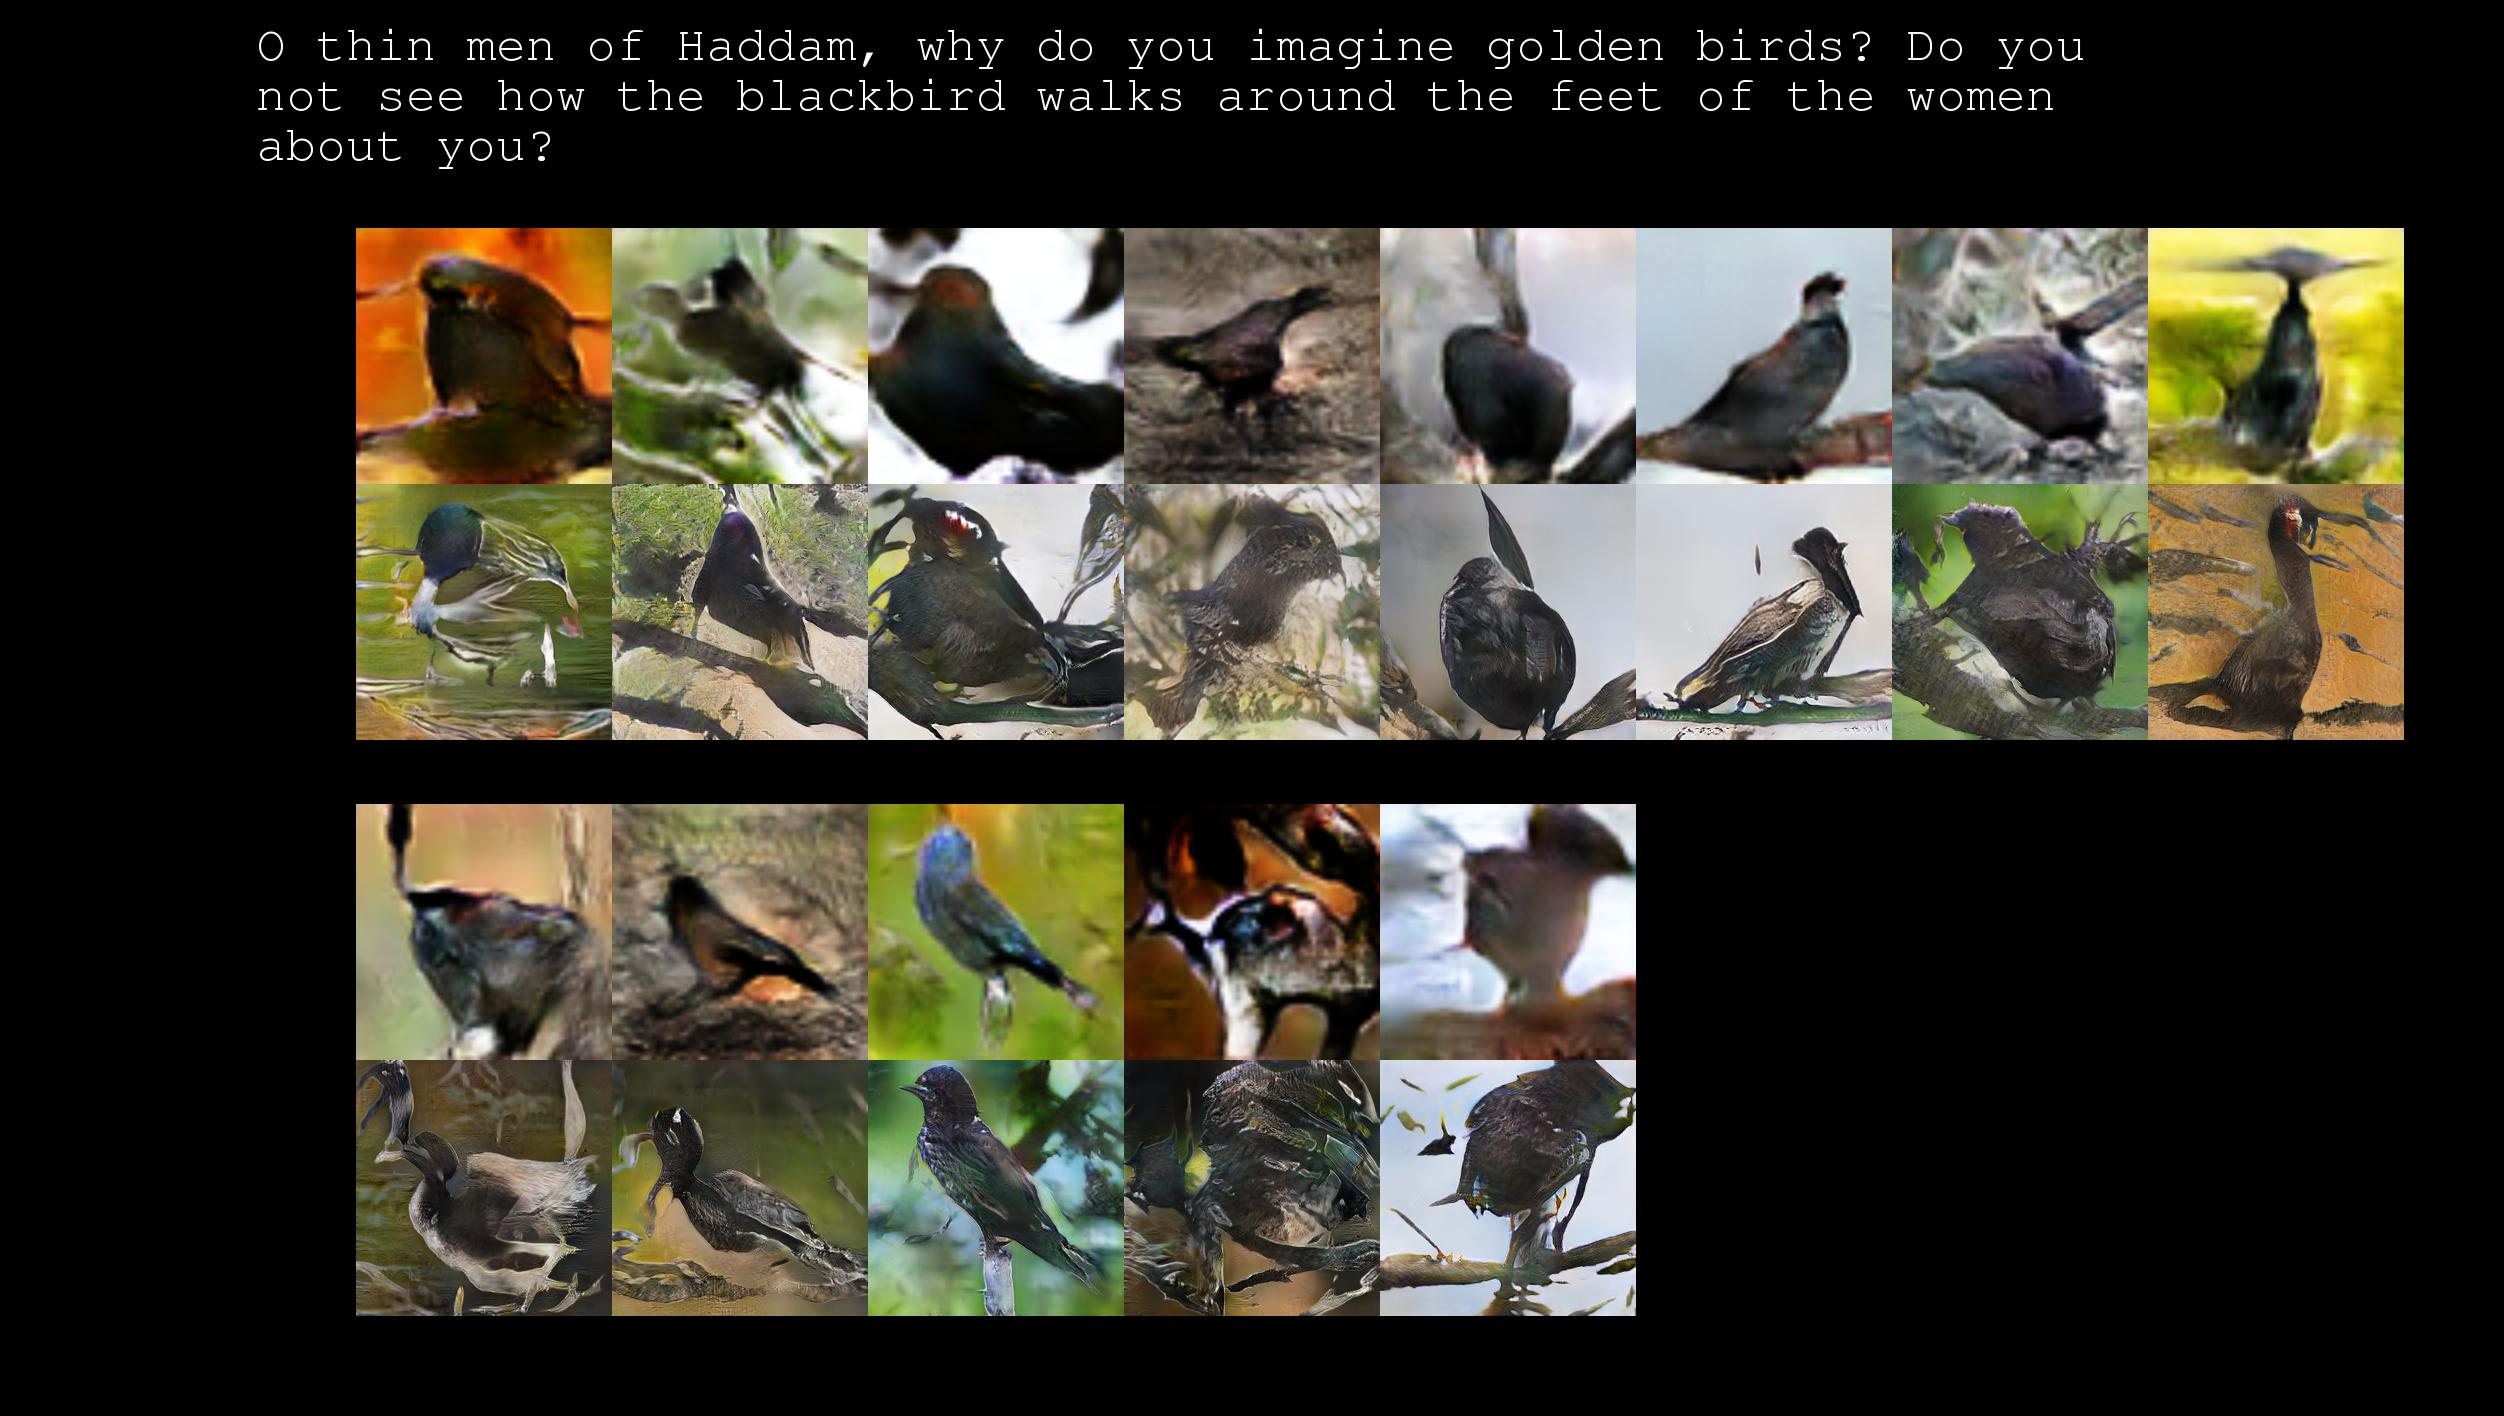 O thin men of Haddam, why do you imagine golden birds? Do you
not see how the blackbird walks around the feet of the women
about you?